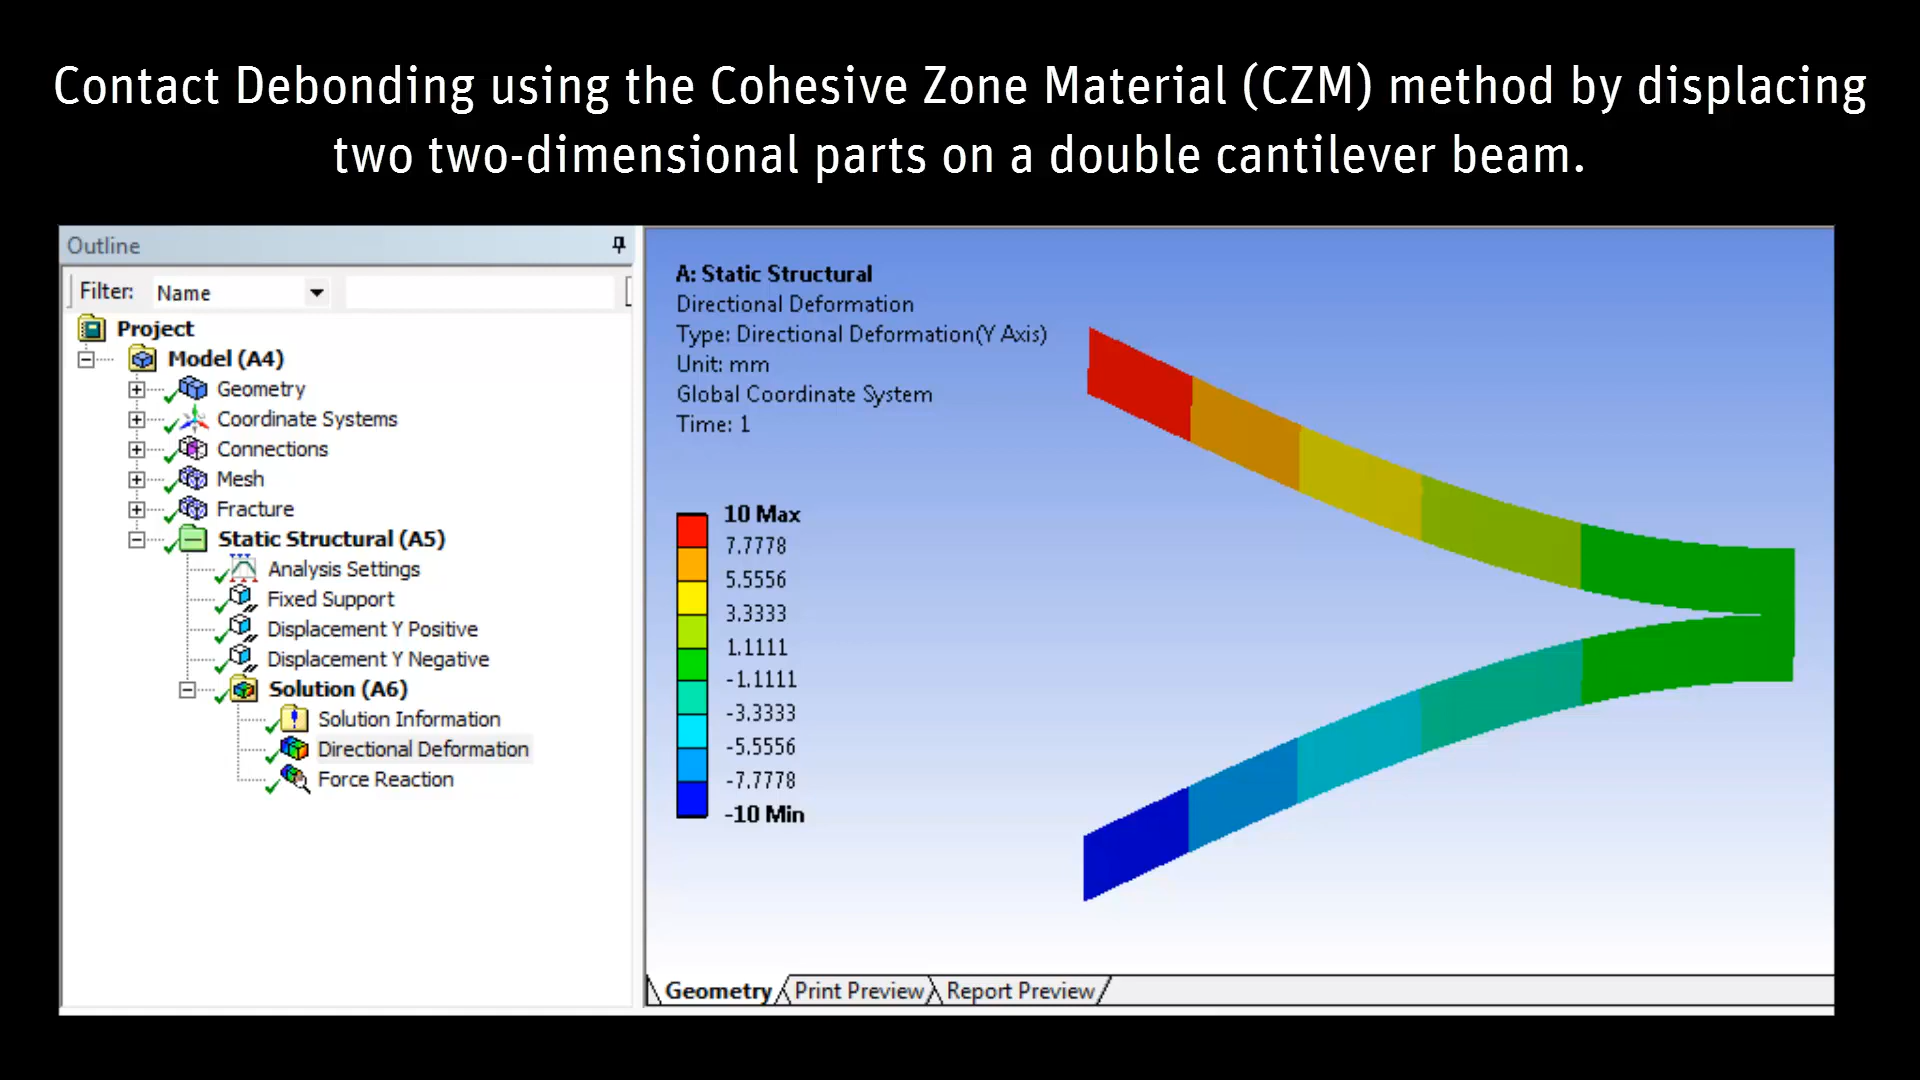 Contact Debonding using the Cohesive Zone Material (CZM) method by displacing
two two-dimensional parts on a double cantilever beam.
Outline
Filter: Name
Project
Model (A4)
Geometry
Coordinate Systems
Connections
Mesh
Fracture
Static Structural (A5)
Analysis Settings
Fixed Support
Displacement Y Positive
Displacement Y Negative
Solution (A6)
Solution Information
Directional Deformation
Force Reaction
A: Static Structural
Directional Deformation
Type: Directional Deformation(Y Axis)
Unit: mm
Global Coordinate System
Time: 1
10 Max
7.7778
5.5556
3.3333
1.1111
-1.1111
-3.3333
-5.5556
-7.7778
-10 Min
Geometry Print Preview Report Preview